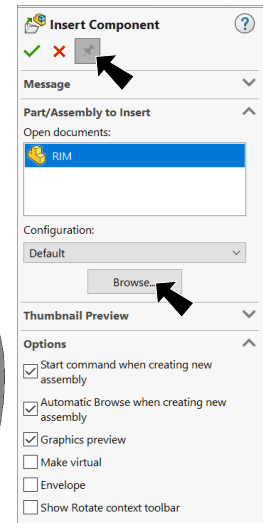 Insert Component
?
Message
Part/Assembly to Insert
Open documents:
RIM
Configuration:
Default
Browse...
Thumbnail Preview
Options
Start command when creating new
assembly
Automatic Browse when creating new
assembly
Graphics preview
Make virtual
Envelope
Show Rotate context toolbar